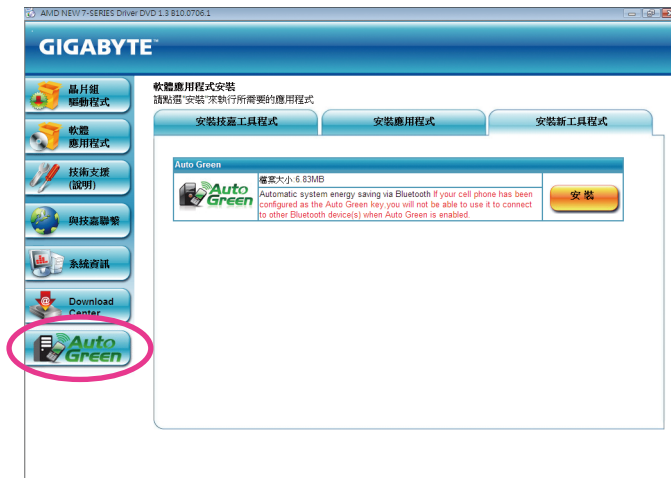 AMD NEW 7-SERIES Driver DVD 1.3 B10.0706.1
GIGABYTE™
晶片組
驅動程式
軟體
應用程式
技術支援
(說明)
與技嘉聯繫
系統資訊
Download
Center
Auto
Green
軟體應用程式安裝
請點選"安裝"來執行所需要的應用程式
安裝技嘉工具程式
安裝應用程式
安裝新工具程式
Auto Green
Auto
Green
檔案大小:6.83MB
Automatic system energy saving via Bluetooth If your cell phone has been
configured as the Auto Green key,you will not be able to use it to connect
to other Bluetooth device(s) when Auto Green is enabled.
安裝